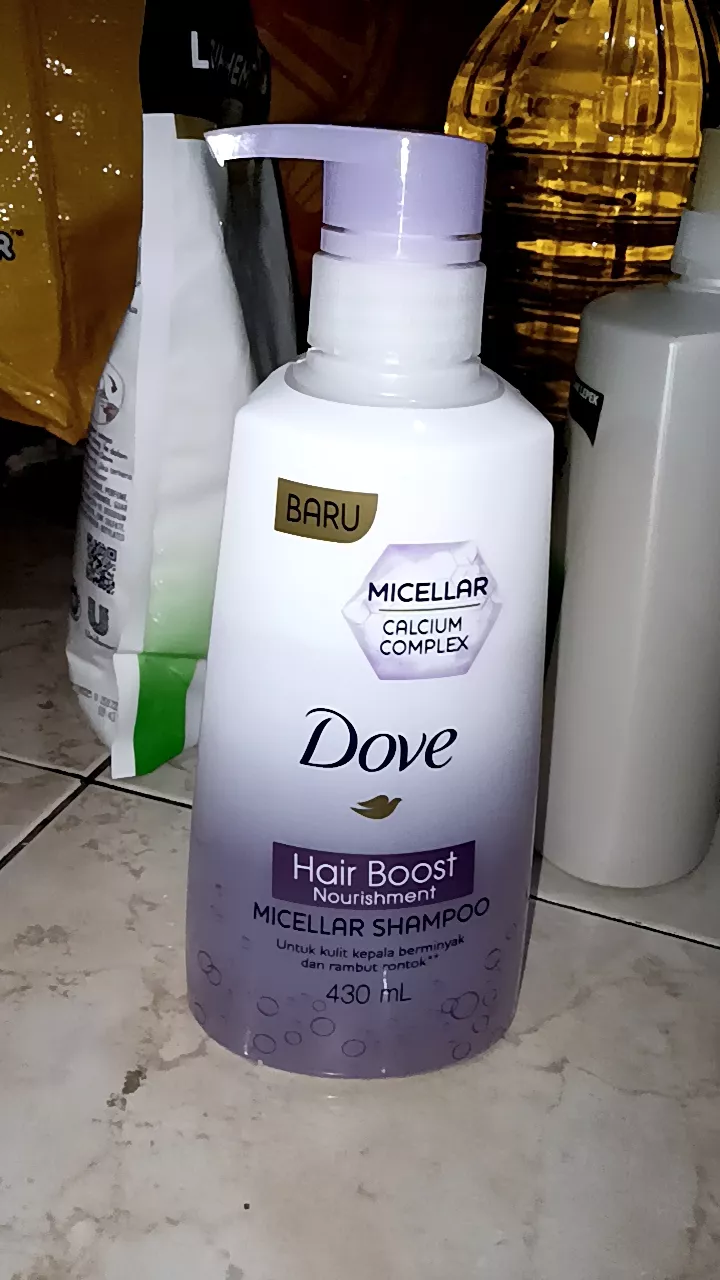 BARU
MICELLAR
CALCIUM
COMPLEX
Dove
Hair Boost
Nourishment
MICELLAR SHAMPOO
Untuk kulit kepala berminyak
dan rambut rontok**
430 mL